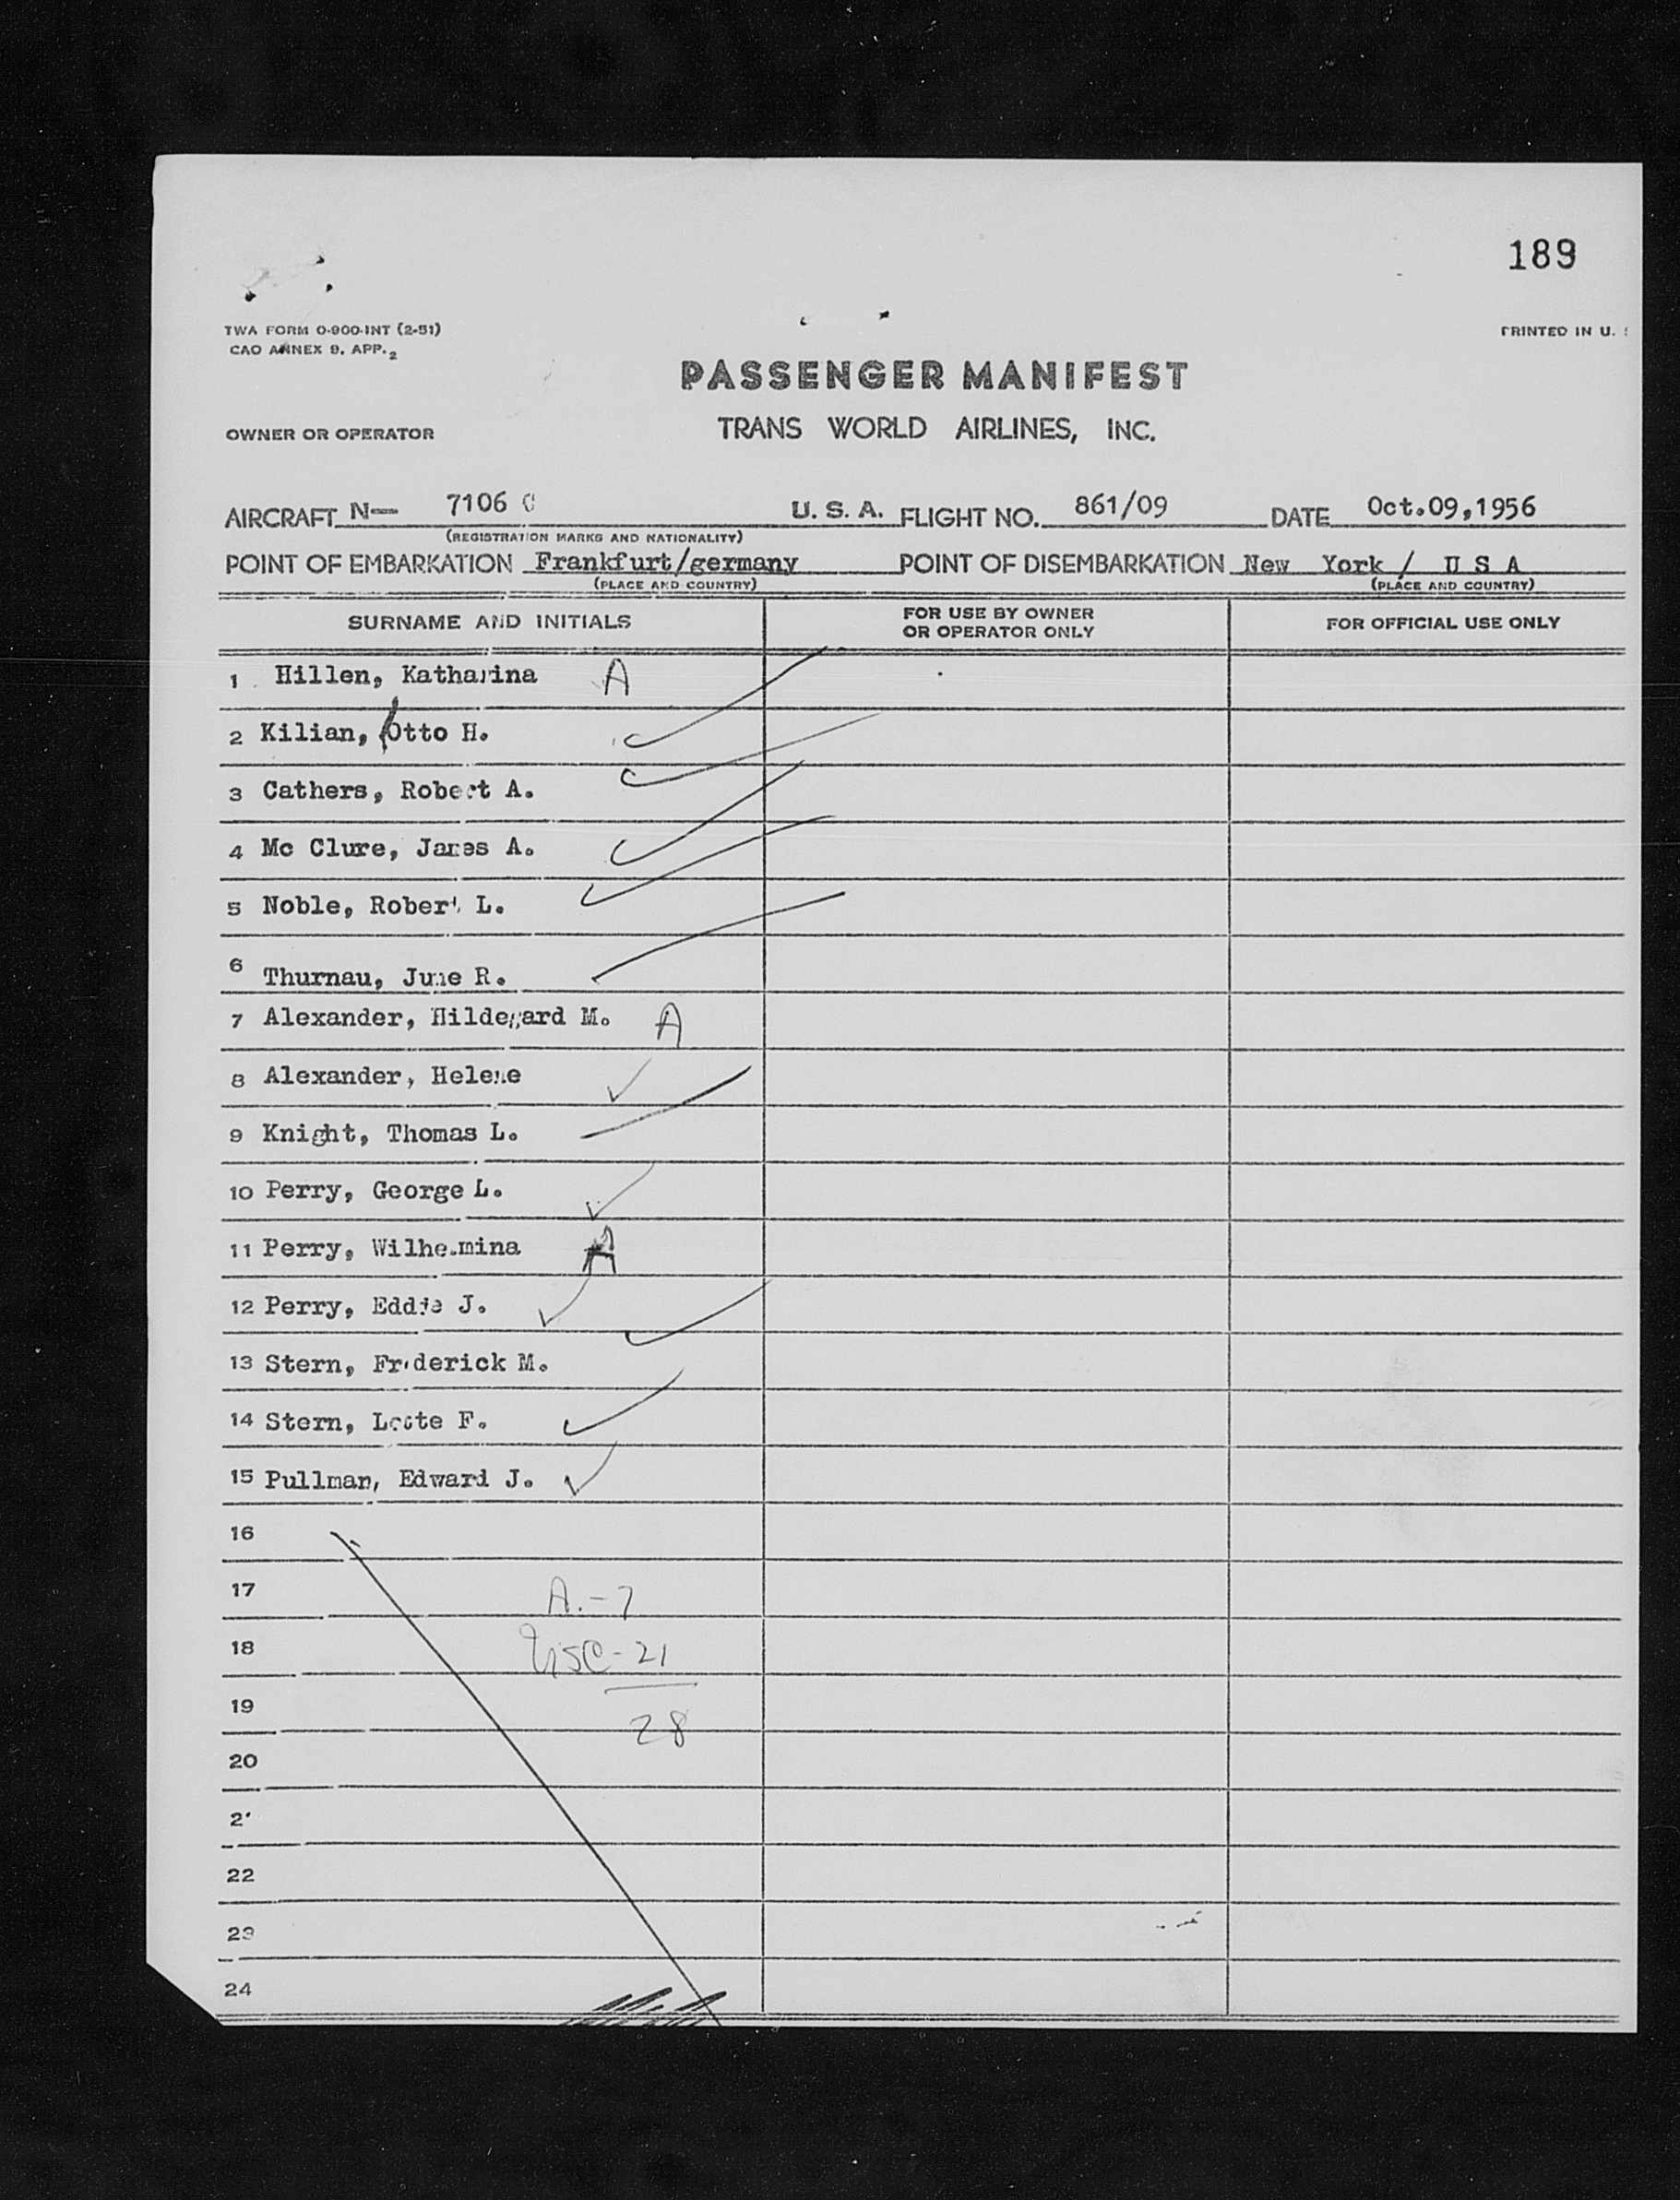 189
TWA FORM O-900-INT (2-51)
CAO ANNEX 9. APP. 2
PRINTED IN U.
PASSENGER MANIFEST
OWNER OR OPERATOR
TRANS WORLD AIRLINES, INC.
AIRCRAFT N— 7106 C U. S. A. FLIGHT NO. 861/09 DATE Oct.09,1956
(REGISTRATION MARKS AND NATIONALITY)
POINT OF EMBARKATION Frankfurt/germany POINT OF DISEMBARKATION New York / U S A
(PLACE AND COUNTRY) (PLACE AND COUNTRY)
SURNAME AND INITIALS FOR USE BY OWNER OR OPERATOR ONLY FOR OFFICIAL USE ONLY
1 Hillen, Katharina A
2 Kilian, Otto H.
3 Cathers, Robert A.
4 Mc Clure, James A.
5 Noble, Robert L.
6 Thurnau, June R.
7 Alexander, Hildegard M. A
8 Alexander, Helene
9 Knight, Thomas L.
10 Perry, George L.
11 Perry, Wilhelmina A
12 Perry, Eddie J.
13 Stern, Frederick M.
14 Stern, Lotte F.
15 Pullman, Edward J.
16
17 A.-7
18 USC-21
19 28
20
21
22
23
24